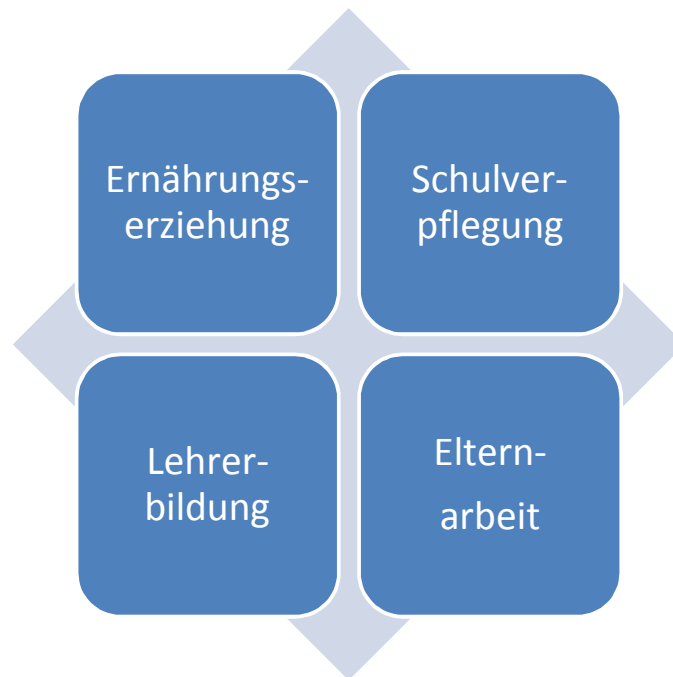 Ernährungs-
erziehung
Schulver-
pflegung
Lehrer-
bildung
Eltern-
arbeit